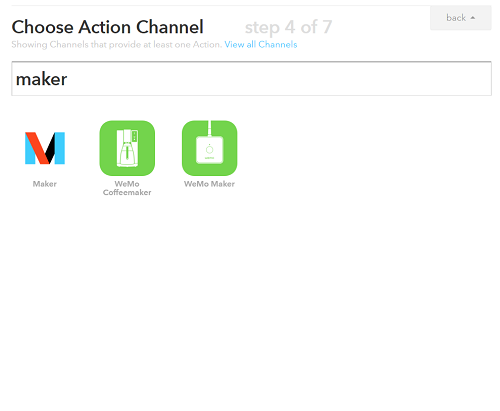 back
Choose Action Channel step 4 of 7
Showing Channels that provide at least one Action. View all Channels
maker
Maker WeMo Coffeemaker WeMo Maker